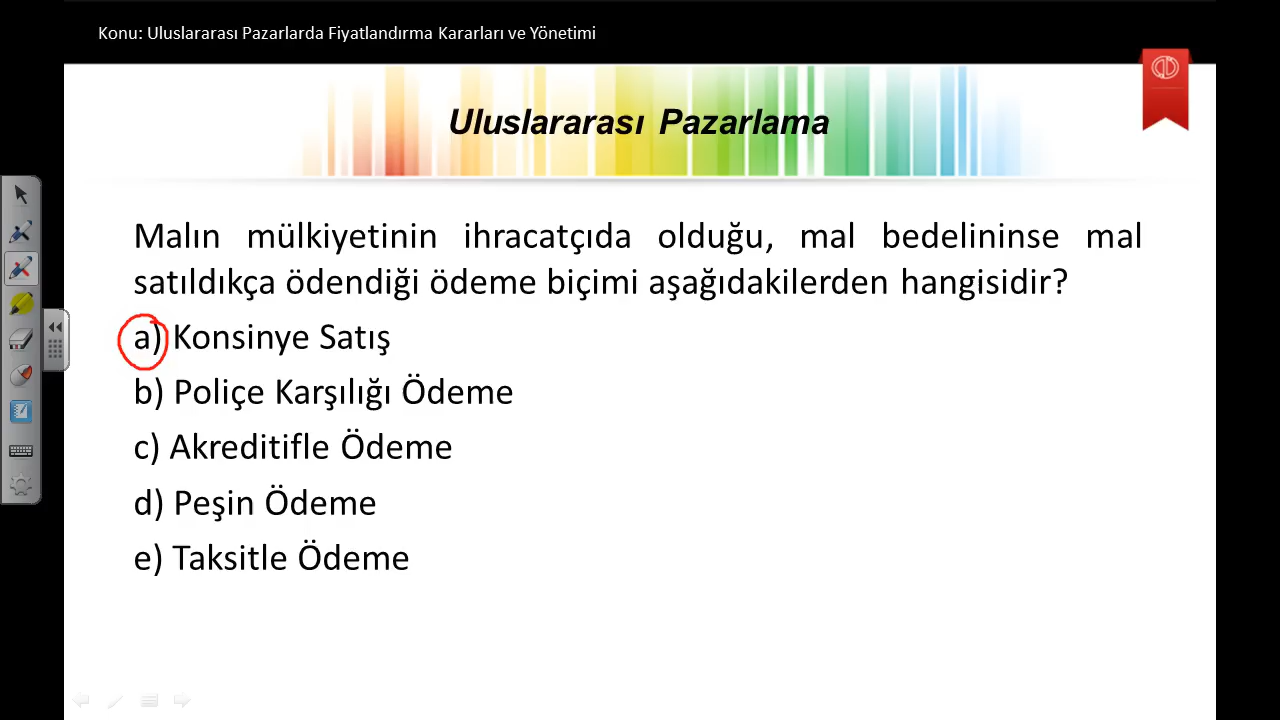 Konu: Uluslararası Pazarlarda Fiyatlandırma Kararları ve Yönetimi
Uluslararası Pazarlama
Malın mülkiyetinin ihracatçıda olduğu, mal bedelininse mal
satıldıkça ödendiği ödeme biçimi aşağıdakilerden hangisidir?
a) Konsinye Satış
b) Poliçe Karşılığı Ödeme
c) Akreditifle Ödeme
d) Peşin Ödeme
e) Taksitle Ödeme